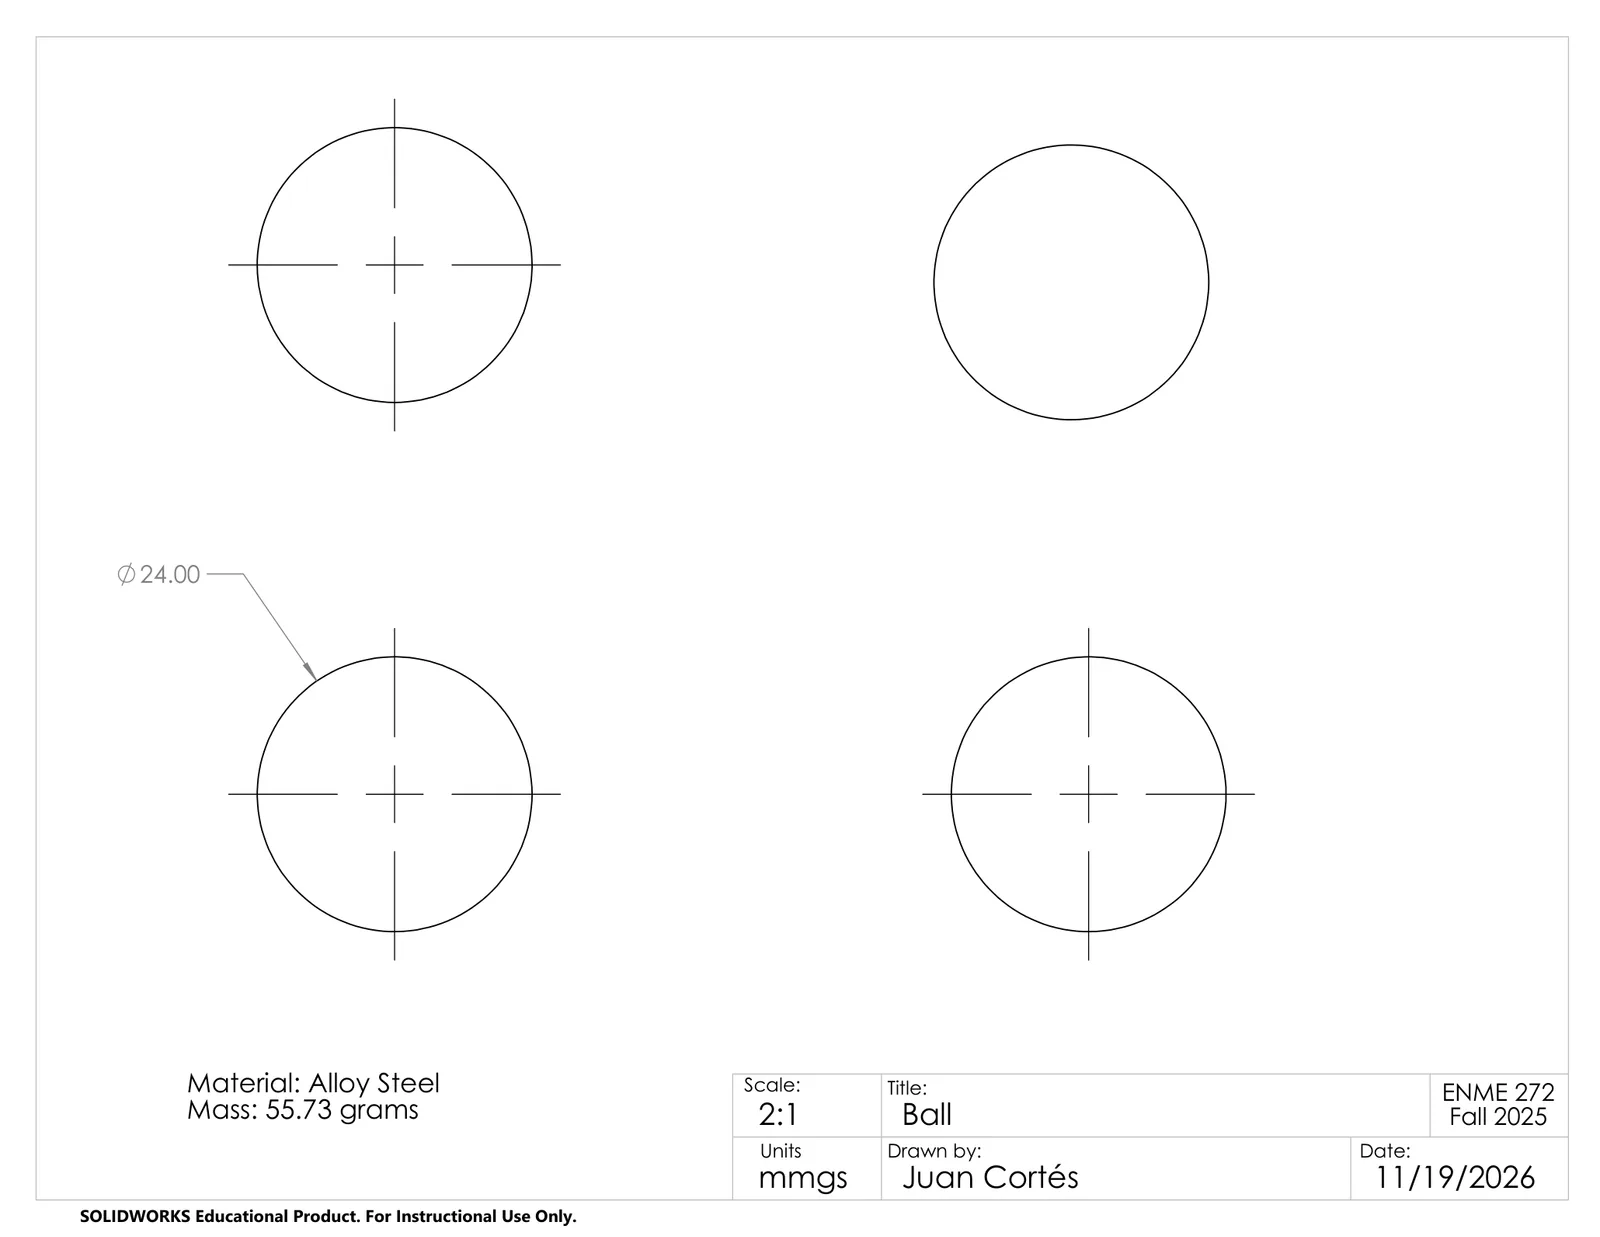 ∅24.00
Material: Alloy Steel
Mass: 55.73 grams
Scale:
2:1
Title:
Ball
ENME 272
Fall 2025
Units
mmgs
Drawn by:
Juan Cortés
Date:
11/19/2026
SOLIDWORKS Educational Product. For Instructional Use Only.